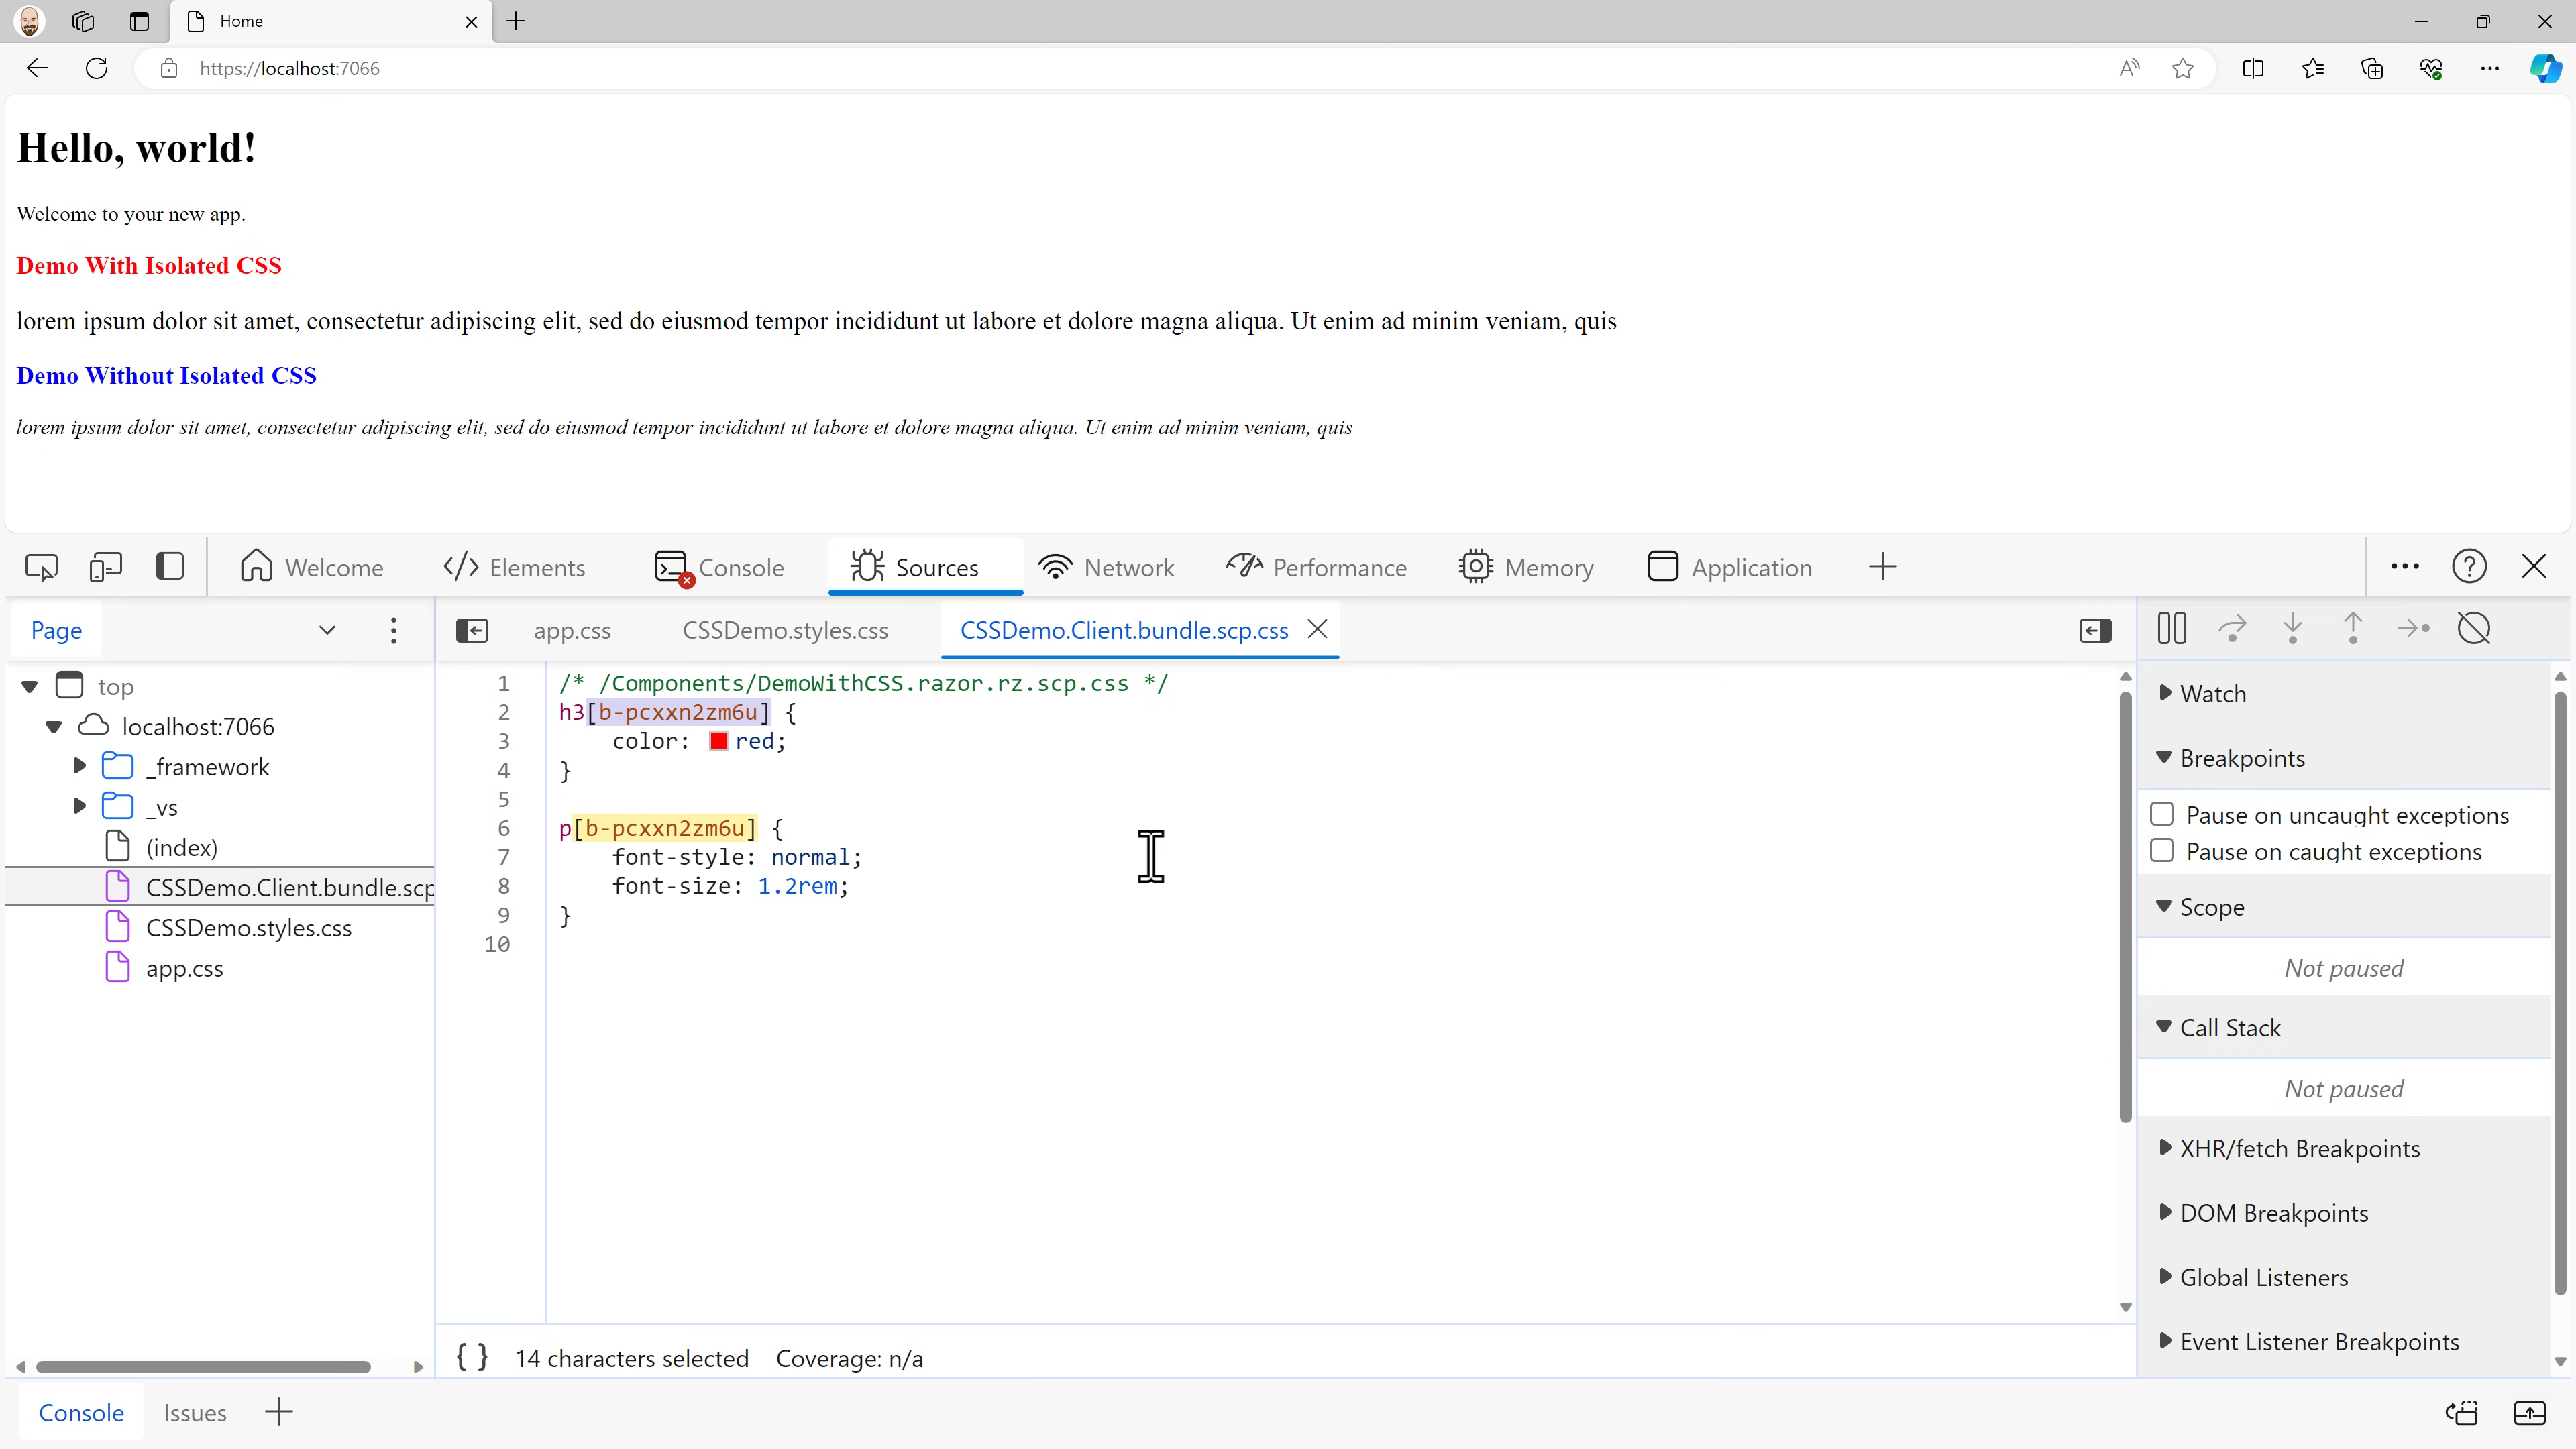 Home
https://localhost:7066
Hello, world!
Welcome to your new app.
Demo With Isolated CSS
lorem ipsum dolor sit amet, consectetur adipiscing elit, sed do eiusmod tempor incididunt ut labore et dolore magna aliqua. Ut enim ad minim veniam, quis
Demo Without Isolated CSS
lorem ipsum dolor sit amet, consectetur adipiscing elit, sed do eiusmod tempor incididunt ut labore et dolore magna aliqua. Ut enim ad minim veniam, quis
Welcome Elements Console Sources Network Performance Memory Application
Page
app.css CSSDemo.styles.css CSSDemo.Client.bundle.scp.css
top
localhost:7066
_framework
_vs
(index)
CSSDemo.Client.bundle.scp
CSSDemo.styles.css
app.css
1 /* /Components/DemoWithCSS.razor.rz.scp.css */
2 h3[b-pcxxn2zm6u] {
3 color: red;
4 }
5
6 p[b-pcxxn2zm6u] {
7 font-style: normal;
8 font-size: 1.2rem;
9 }
10
{ } 14 characters selected Coverage: n/a
Watch
Breakpoints
Pause on uncaught exceptions
Pause on caught exceptions
Scope
Not paused
Call Stack
Not paused
XHR/fetch Breakpoints
DOM Breakpoints
Global Listeners
Event Listener Breakpoints
Console Issues